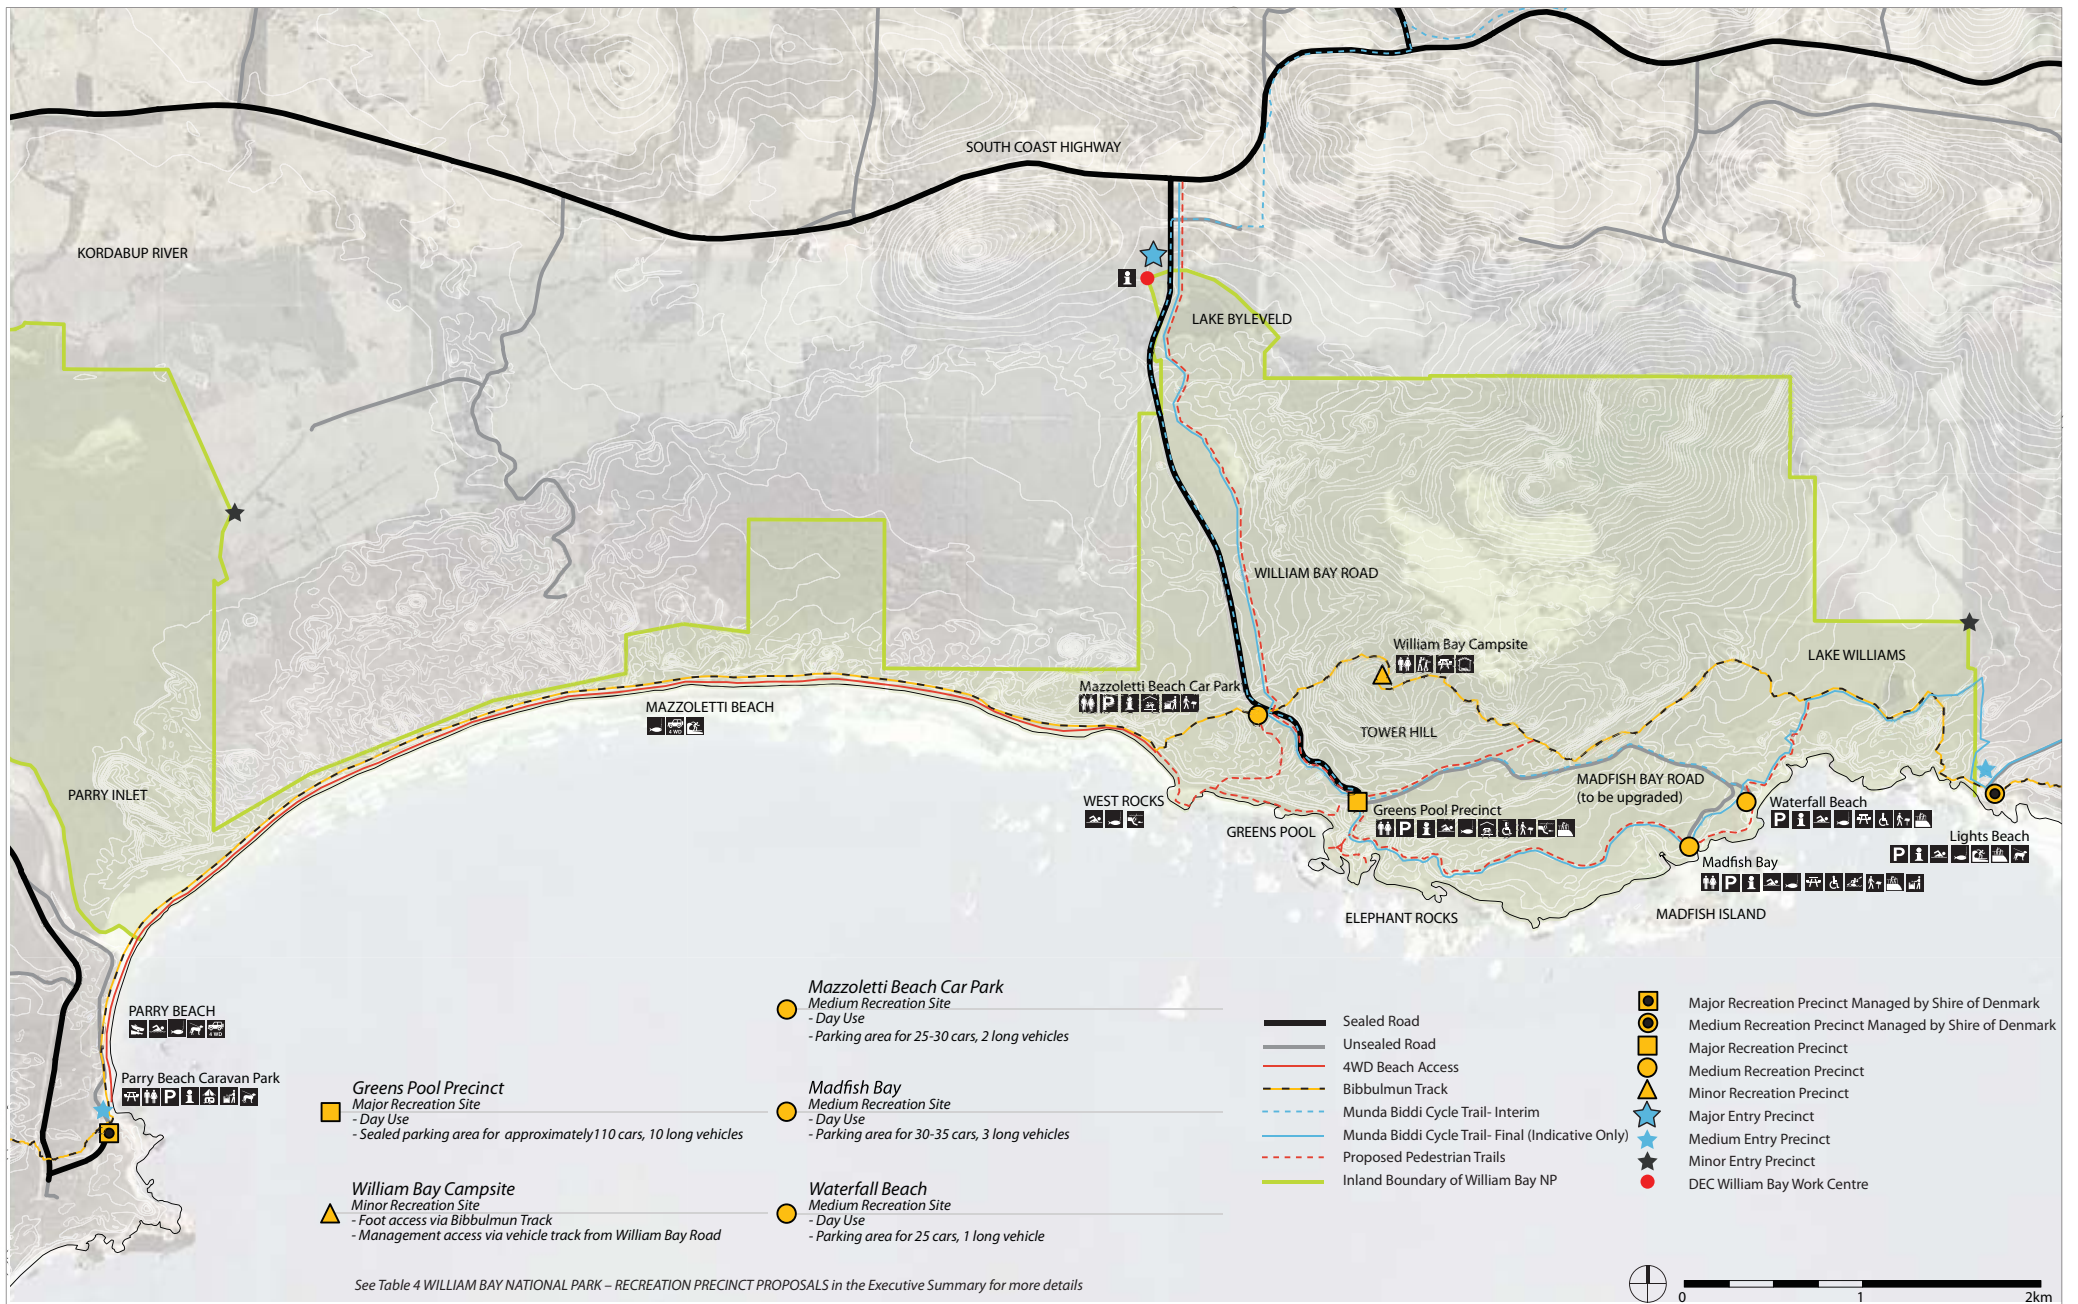 SOUTH COAST HIGHWAY
KORDABUP RIVER
LAKE BYLEVELD
WILLIAM BAY ROAD
William Bay Campsite
LAKE WILLIAMS
Mazzoletti Beach Car Park
MAZZOLETTI BEACH
4 WD
TOWER HILL
PARRY INLET
MADFISH BAY ROAD
(to be upgraded)
WEST ROCKS
Greens Pool Precinct
Waterfall Beach
GREENS POOL
Lights Beach
Madfish Bay
ELEPHANT ROCKS
MADFISH ISLAND
PARRY BEACH
4 WD
Parry Beach Caravan Park
Mazzoletti Beach Car Park
Medium Recreation Site
- Day Use
- Parking area for 25-30 cars, 2 long vehicles
Greens Pool Precinct
Major Recreation Site
- Day Use
- Sealed parking area for approximately110 cars, 10 long vehicles
Madfish Bay
Medium Recreation Site
- Day Use
- Parking area for 30-35 cars, 3 long vehicles
William Bay Campsite
Minor Recreation Site
- Foot access via Bibbulmun Track
- Management access via vehicle track from William Bay Road
Waterfall Beach
Medium Recreation Site
- Day Use
- Parking area for 25 cars, 1 long vehicle
See Table 4 WILLIAM BAY NATIONAL PARK – RECREATION PRECINCT PROPOSALS in the Executive Summary for more details
Sealed Road
Unsealed Road
4WD Beach Access
Bibbulmun Track
Munda Biddi Cycle Trail- Interim
Munda Biddi Cycle Trail- Final (Indicative Only)
Proposed Pedestrian Trails
Inland Boundary of William Bay NP
Major Recreation Precinct Managed by Shire of Denmark
Medium Recreation Precinct Managed by Shire of Denmark
Major Recreation Precinct
Medium Recreation Precinct
Minor Recreation Precinct
Major Entry Precinct
Medium Entry Precinct
Minor Entry Precinct
DEC William Bay Work Centre
0 1 2km